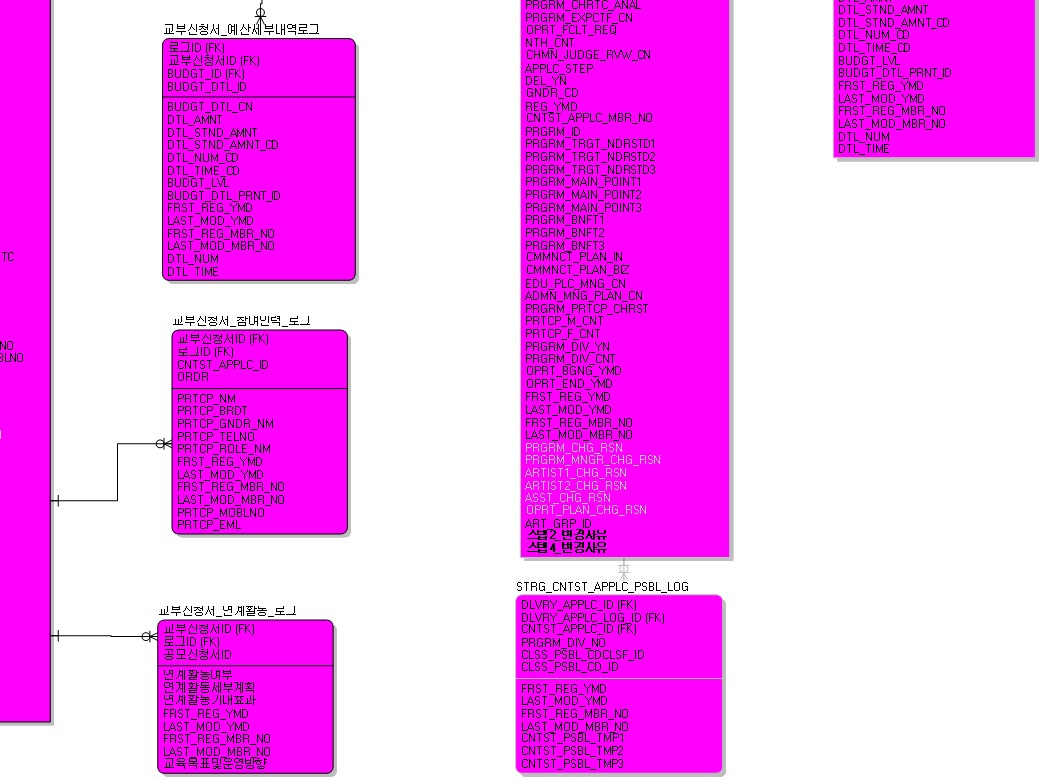 TC
NO
BLNO
교부신청서_예산세부내역로그
로그ID (FK)
교부신청서ID (FK)
BUDGT_ID (FK)
BUDGT_DTL_ID
BUDGT_DTL_CN
DTL_AMNT
DTL_STND_AMNT
DTL_STND_AMNT_CD
DTL_NUM_CD
DTL_TIME_CD
BUDGT_LVL
BUDGT_DTL_PRNT_ID
FRST_REG_YMD
LAST_MOD_YMD
FRST_REG_MBR_NO
LAST_MOD_MBR_NO
DTL_NUM
DTL_TIME
교부신청서_참여인력_로그
교부신청서ID (FK)
로그ID (FK)
CNTST_APPLC_ID
ORDR
PRTCP_NM
PRTCP_BRDT
PRTCP_GNDR_NM
PRTCP_TELNO
PRTCP_ROLE_NM
FRST_REG_YMD
LAST_MOD_YMD
FRST_REG_MBR_NO
LAST_MOD_MBR_NO
PRTCP_MOBLNO
PRTCP_EML
교부신청서_연계활동_로그
교부신청서ID (FK)
로그ID (FK)
공모신청서ID
연계활동여부
연계활동세부계획
연계활동기대효과
FRST_REG_YMD
LAST_MOD_YMD
FRST_REG_MBR_NO
LAST_MOD_MBR_NO
교육목표및운영방향
PRGRM_CHRTC_ANAL
PRGRM_EXPCTF_CN
OPRT_FCLT_REQ
NTH_CNT
CHMN_JUDGE_RVW_CN
APPLC_STEP
DEL_YN
GNDR_CD
REG_YMD
CNTST_APPLC_MBR_NO
PRGRM_ID
PRGRM_TRGT_NDRSTD1
PRGRM_TRGT_NDRSTD2
PRGRM_TRGT_NDRSTD3
PRGRM_MAIN_POINT1
PRGRM_MAIN_POINT2
PRGRM_MAIN_POINT3
PRGRM_BNFT1
PRGRM_BNFT2
PRGRM_BNFT3
CMMNCT_PLAN_IN
CMMNCT_PLAN_BIZ
EDU_PLC_MNG_CN
ADMN_MNG_PLAN_CN
PRGRM_PRTCP_CHRST
PRTCP_M_CNT
PRTCP_F_CNT
PRGRM_DIV_YN
PRGRM_DIV_CNT
OPRT_BGNG_YMD
OPRT_END_YMD
FRST_REG_YMD
LAST_MOD_YMD
FRST_REG_MBR_NO
LAST_MOD_MBR_NO
PRGRM_CHG_RSN
PRGRM_MNGR_CHG_RSN
ARTIST1_CHG_RSN
ARTIST2_CHG_RSN
ASST_CHG_RSN
OPRT_PLAN_CHG_RSN
ART_GRP_ID
스텝2_변경사유
스텝4_변경사유
STRG_CNTST_APPLC_PSBL_LOG
DLVRY_APPLC_ID (FK)
DLVRY_APPLC_LOG_ID (FK)
CNTST_APPLC_ID (FK)
PRGRM_DIV_NO
CLSS_PSBL_CDCLSF_ID
CLSS_PSBL_CD_ID
FRST_REG_YMD
LAST_MOD_YMD
FRST_REG_MBR_NO
LAST_MOD_MBR_NO
CNTST_PSBL_TMP1
CNTST_PSBL_TMP2
CNTST_PSBL_TMP3
DTL_STND_AMNT
DTL_STND_AMNT_CD
DTL_NUM_CD
DTL_TIME_CD
BUDGT_LVL
BUDGT_DTL_PRNT_ID
FRST_REG_YMD
LAST_MOD_YMD
FRST_REG_MBR_NO
LAST_MOD_MBR_NO
DTL_NUM
DTL_TIME